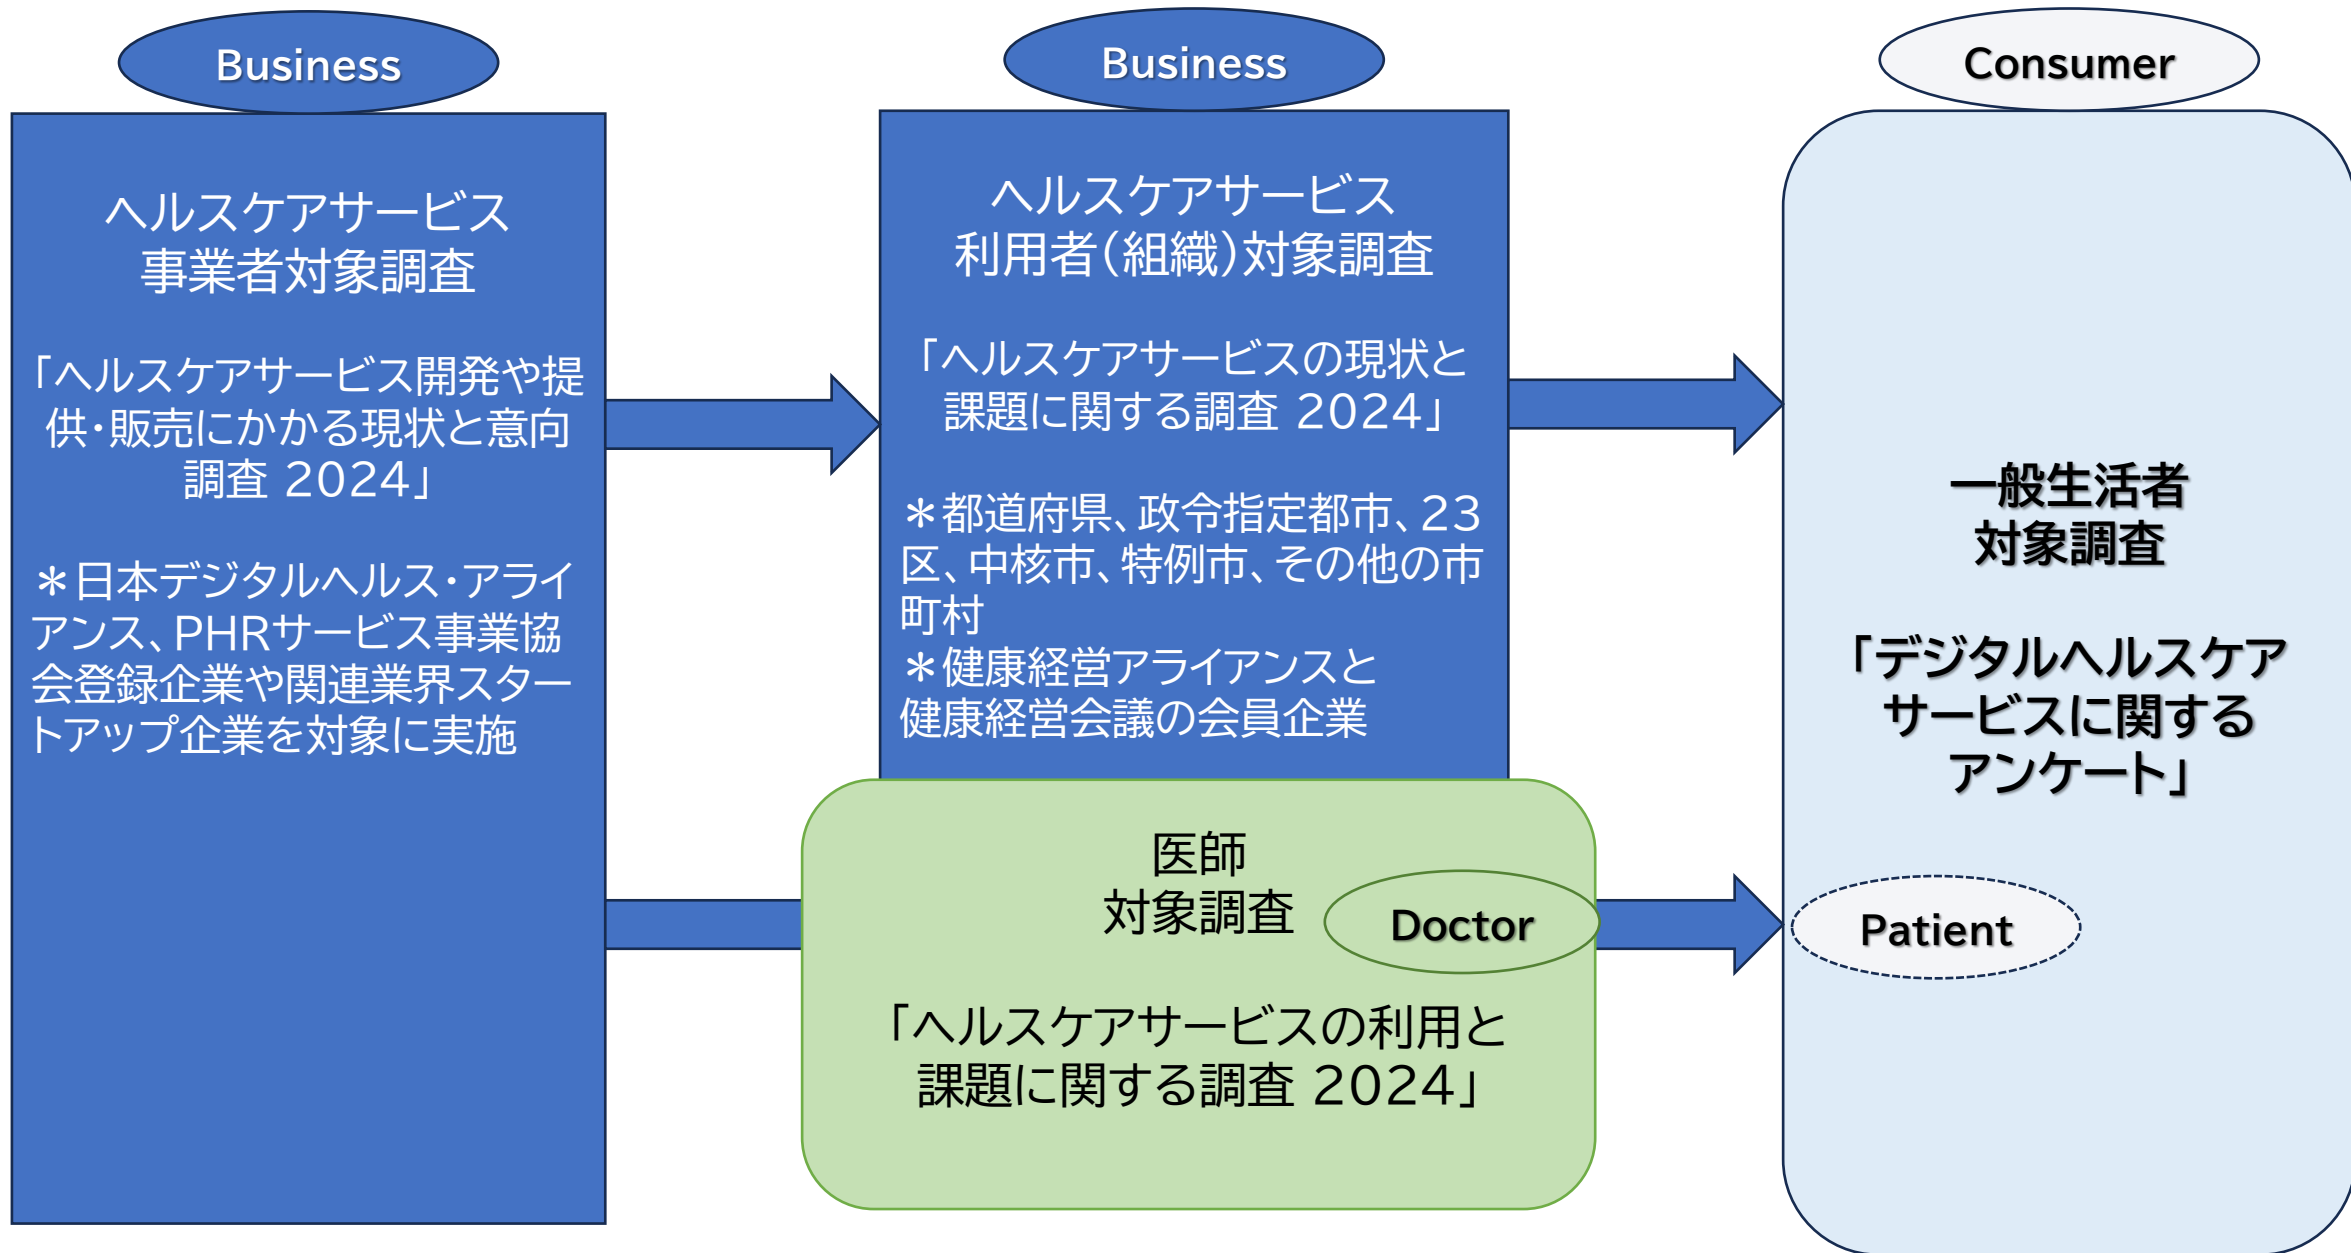 Business
ヘルスケアサービス
事業者対象調査
「ヘルスケアサービス開発や提
供・販売にかかる現状と意向
調査 2024」
＊日本デジタルヘルス・アライ
アンス、PHRサービス事業協
会登録企業や関連業界スター
トアップ企業を対象に実施
Business
ヘルスケアサービス
利用者(組織)対象調査
「ヘルスケアサービスの現状と
課題に関する調査 2024」
＊都道府県、政令指定都市、23
区、中核市、特例市、その他の市
町村
＊健康経営アライアンスと
健康経営会議の会員企業
医師
対象調査
Doctor
「ヘルスケアサービスの利用と
課題に関する調査 2024」
Consumer
一般生活者
対象調査
「デジタルヘルスケア
サービスに関する
アンケート」
Patient